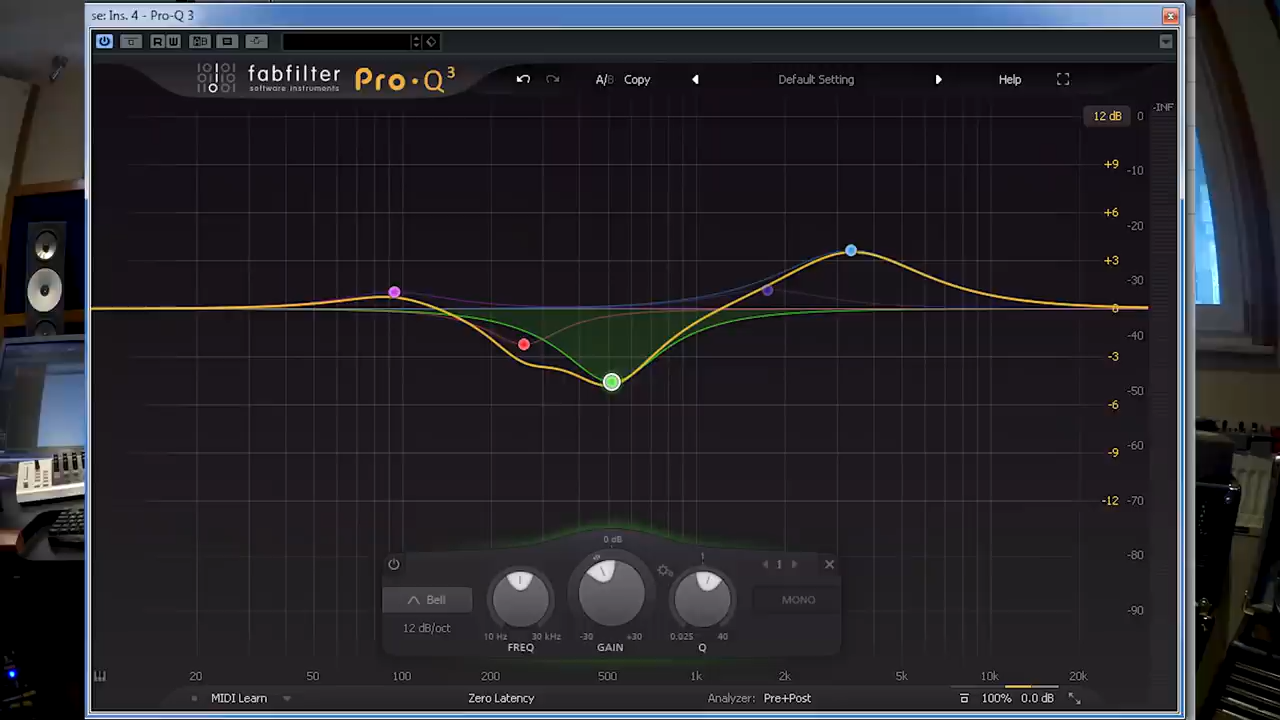 se: Ins. 4 - Pro-Q 3
R W
fabfilter
software instruments
Pro·Q 3
A/B Copy Default Setting Help
-INF
12 dB 0
+9 -10
+6 -20
+3 -30
0 -40
-3 -50
-6 -60
-9 -70
-12 -80
-90
0 dB
1
1
Bell
12 dB/oct
MONO
10 Hz 30 kHz -30 +30 0.025 40
FREQ GAIN Q
20 50 100 200 500 1k 2k 5k 10k 20k
MIDI Learn Zero Latency Analyzer: Pre+Post 100% 0.0 dB